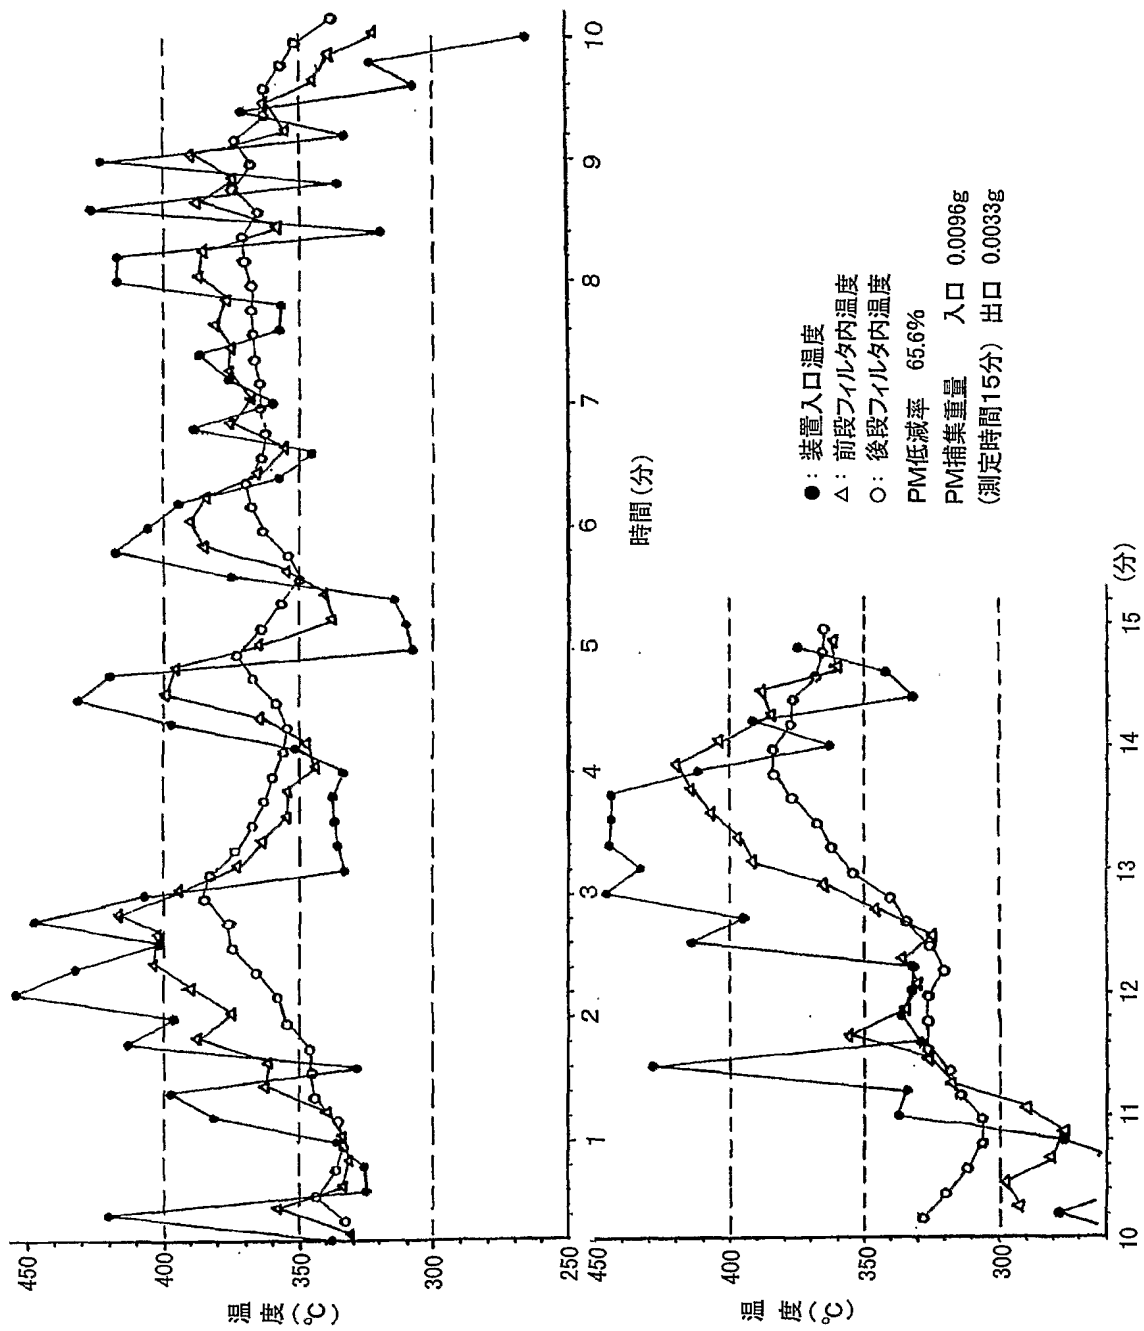 温度(℃)
450
400
350
300
250
1
2
3
4
5
6
7
8
9
10
時間(分)
温度(℃)
450
400
350
300
10
11
12
13
14
15
(分)
●: 装置入口温度
△: 前段フィルタ内温度
○: 後段フィルタ内温度
PM低減率 65.6%
PM捕集重量 入口 0.0096g
(測定時間15分) 出口 0.0033g